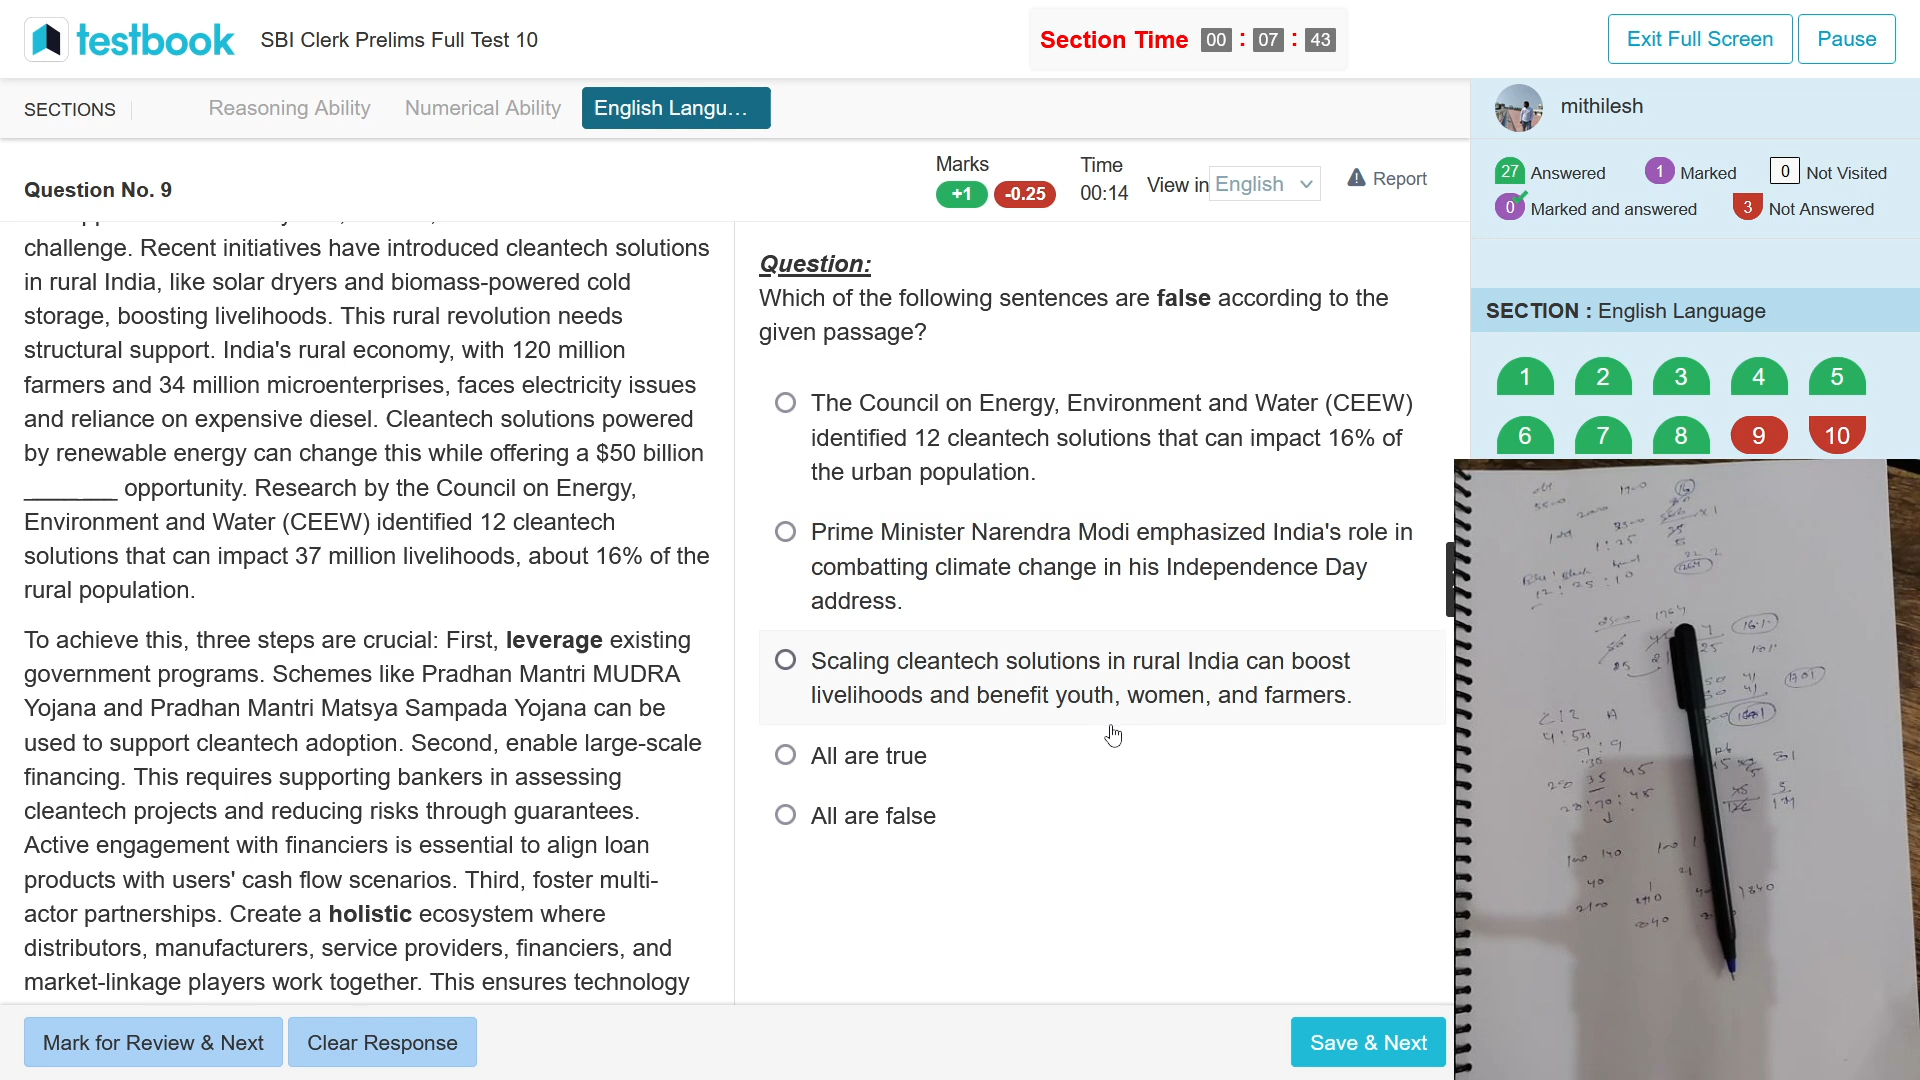 testbook SBI Clerk Prelims Full Test 10 Section Time 00 : 07 : 43 Exit Full Screen Pause
SECTIONS Reasoning Ability Numerical Ability English Langu... mithilesh
Question No. 9 Marks +1 -0.25 Time 00:14 View in English Report
27 Answered 1 Marked 0 Not Visited
0 Marked and answered 3 Not Answered
SECTION : English Language
1 2 3 4 5
6 7 8 9 10
challenge. Recent initiatives have introduced cleantech solutions
in rural India, like solar dryers and biomass-powered cold
storage, boosting livelihoods. This rural revolution needs
structural support. India's rural economy, with 120 million
farmers and 34 million microenterprises, faces electricity issues
and reliance on expensive diesel. Cleantech solutions powered
by renewable energy can change this while offering a $50 billion
_______ opportunity. Research by the Council on Energy,
Environment and Water (CEEW) identified 12 cleantech
solutions that can impact 37 million livelihoods, about 16% of the
rural population.
To achieve this, three steps are crucial: First, leverage existing
government programs. Schemes like Pradhan Mantri MUDRA
Yojana and Pradhan Mantri Matsya Sampada Yojana can be
used to support cleantech adoption. Second, enable large-scale
financing. This requires supporting bankers in assessing
cleantech projects and reducing risks through guarantees.
Active engagement with financiers is essential to align loan
products with users' cash flow scenarios. Third, foster multi-
actor partnerships. Create a holistic ecosystem where
distributors, manufacturers, service providers, financiers, and
market-linkage players work together. This ensures technology
Question:
Which of the following sentences are false according to the
given passage?
The Council on Energy, Environment and Water (CEEW)
identified 12 cleantech solutions that can impact 16% of
the urban population.
Prime Minister Narendra Modi emphasized India's role in
combatting climate change in his Independence Day
address.
Scaling cleantech solutions in rural India can boost
livelihoods and benefit youth, women, and farmers.
All are true
All are false
Mark for Review & Next Clear Response Save & Next